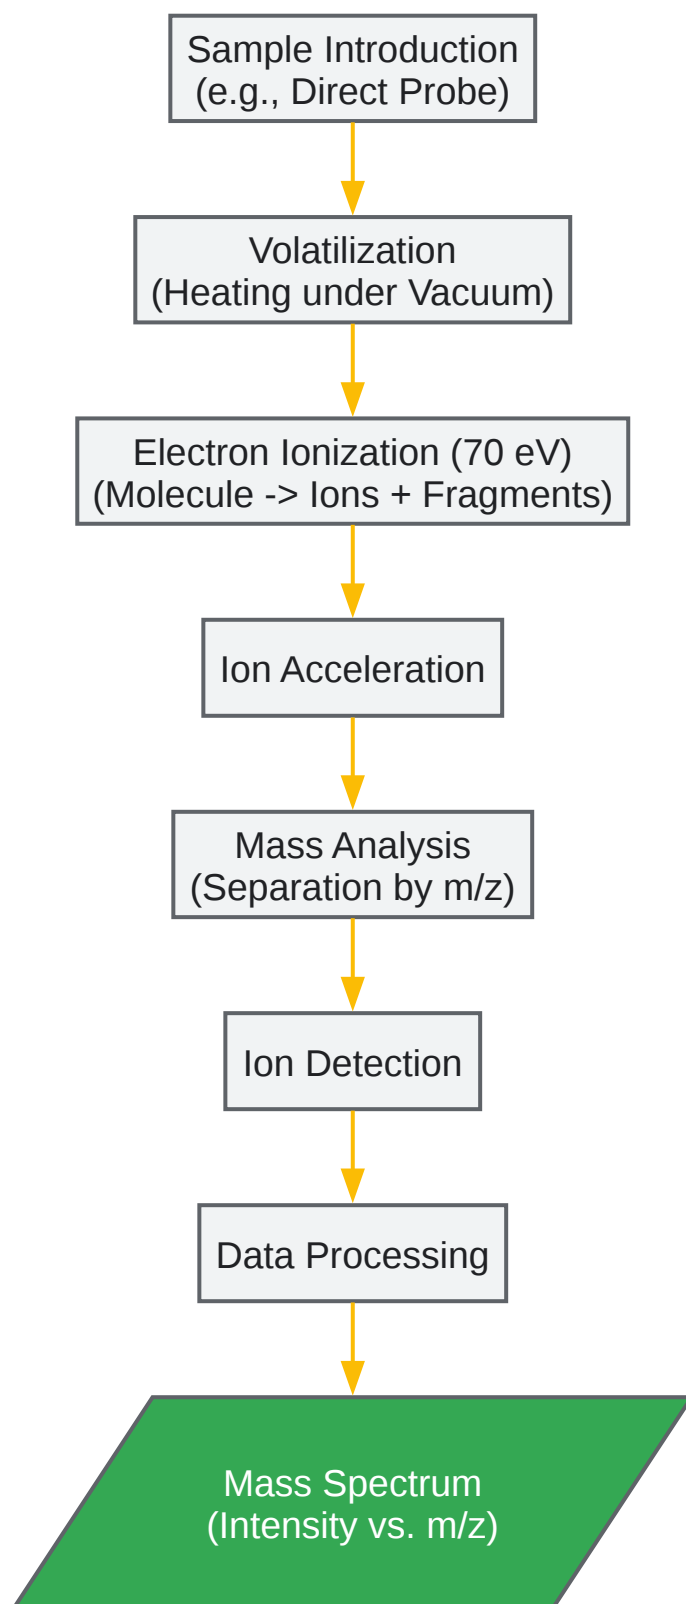 Sample Introduction
(e.g., Direct Probe)
Volatilization
(Heating under Vacuum)
Electron Ionization (70 eV)
(Molecule -> Ions + Fragments)
Ion Acceleration
Mass Analysis
(Separation by m/z)
Ion Detection
Data Processing
Mass Spectrum
(Intensity vs. m/z)